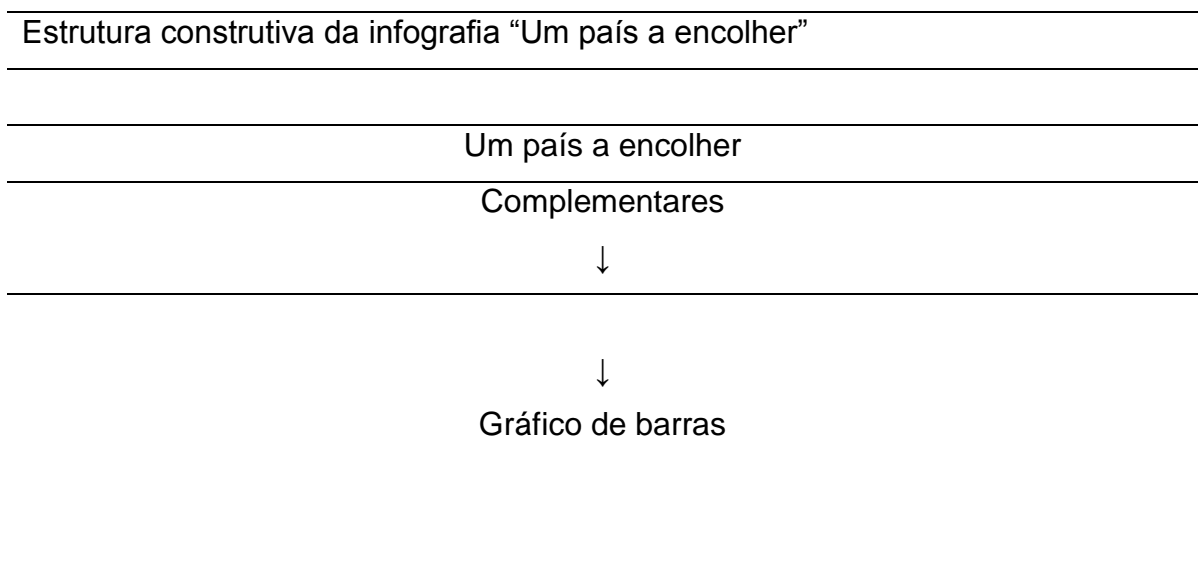 Estrutura construtiva da infografia “Um país a encolher”
Um país a encolher
Complementares
↓
↓
Gráfico de barras